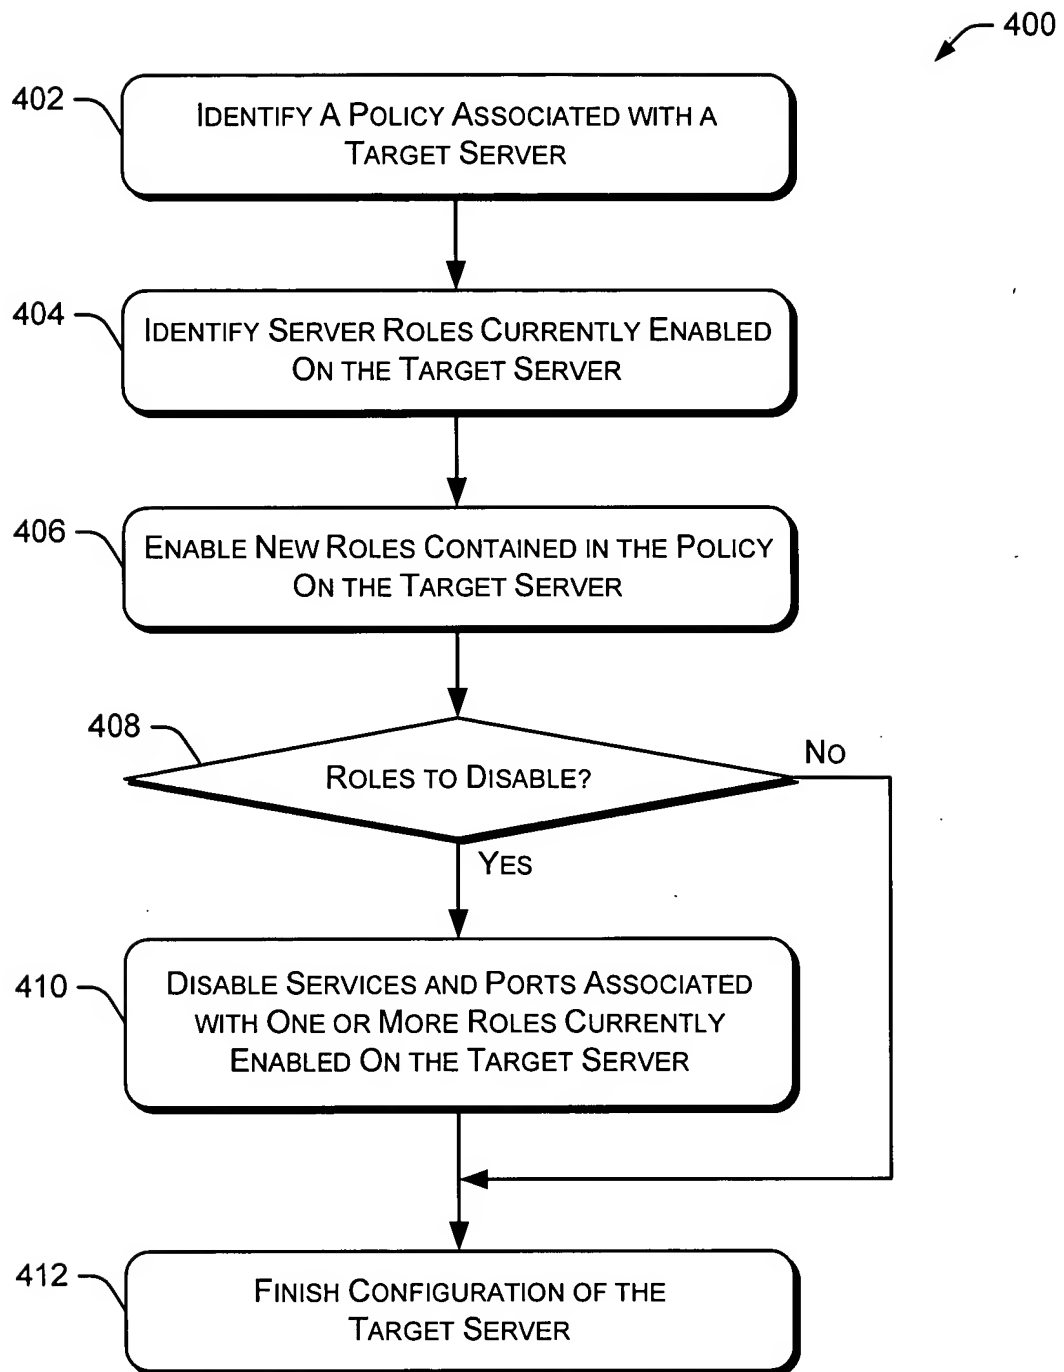 400
402
IDENTIFY A POLICY ASSOCIATED WITH A
TARGET SERVER
404
IDENTIFY SERVER ROLES CURRENTLY ENABLED
ON THE TARGET SERVER
406
ENABLE NEW ROLES CONTAINED IN THE POLICY
ON THE TARGET SERVER
408
ROLES TO DISABLE?
NO
YES
410
DISABLE SERVICES AND PORTS ASSOCIATED
WITH ONE OR MORE ROLES CURRENTLY
ENABLED ON THE TARGET SERVER
412
FINISH CONFIGURATION OF THE
TARGET SERVER